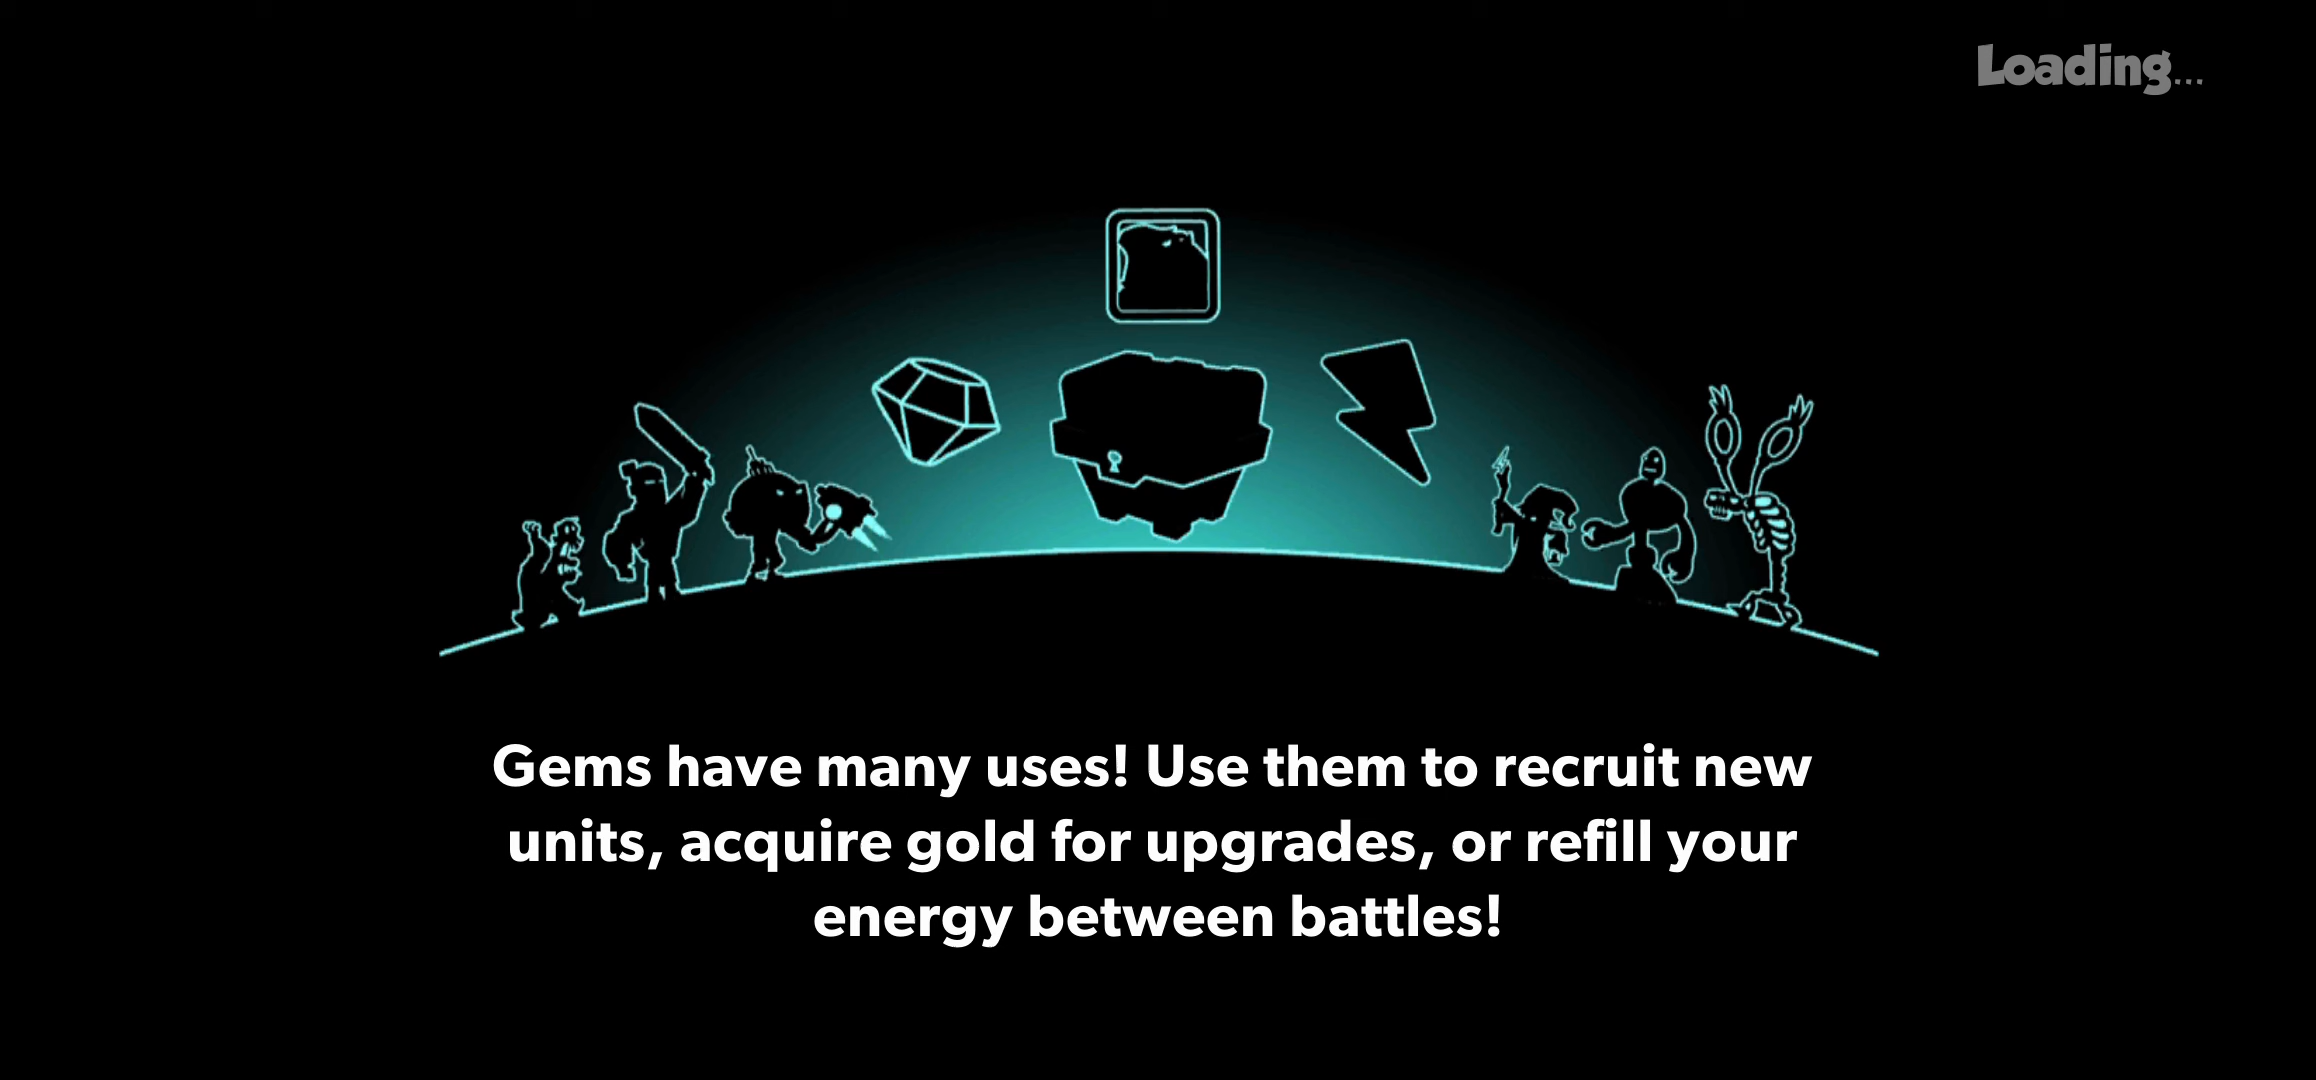 Loading...
Gems have many uses! Use them to recruit new
units, acquire gold for upgrades, or refill your
energy between battles!